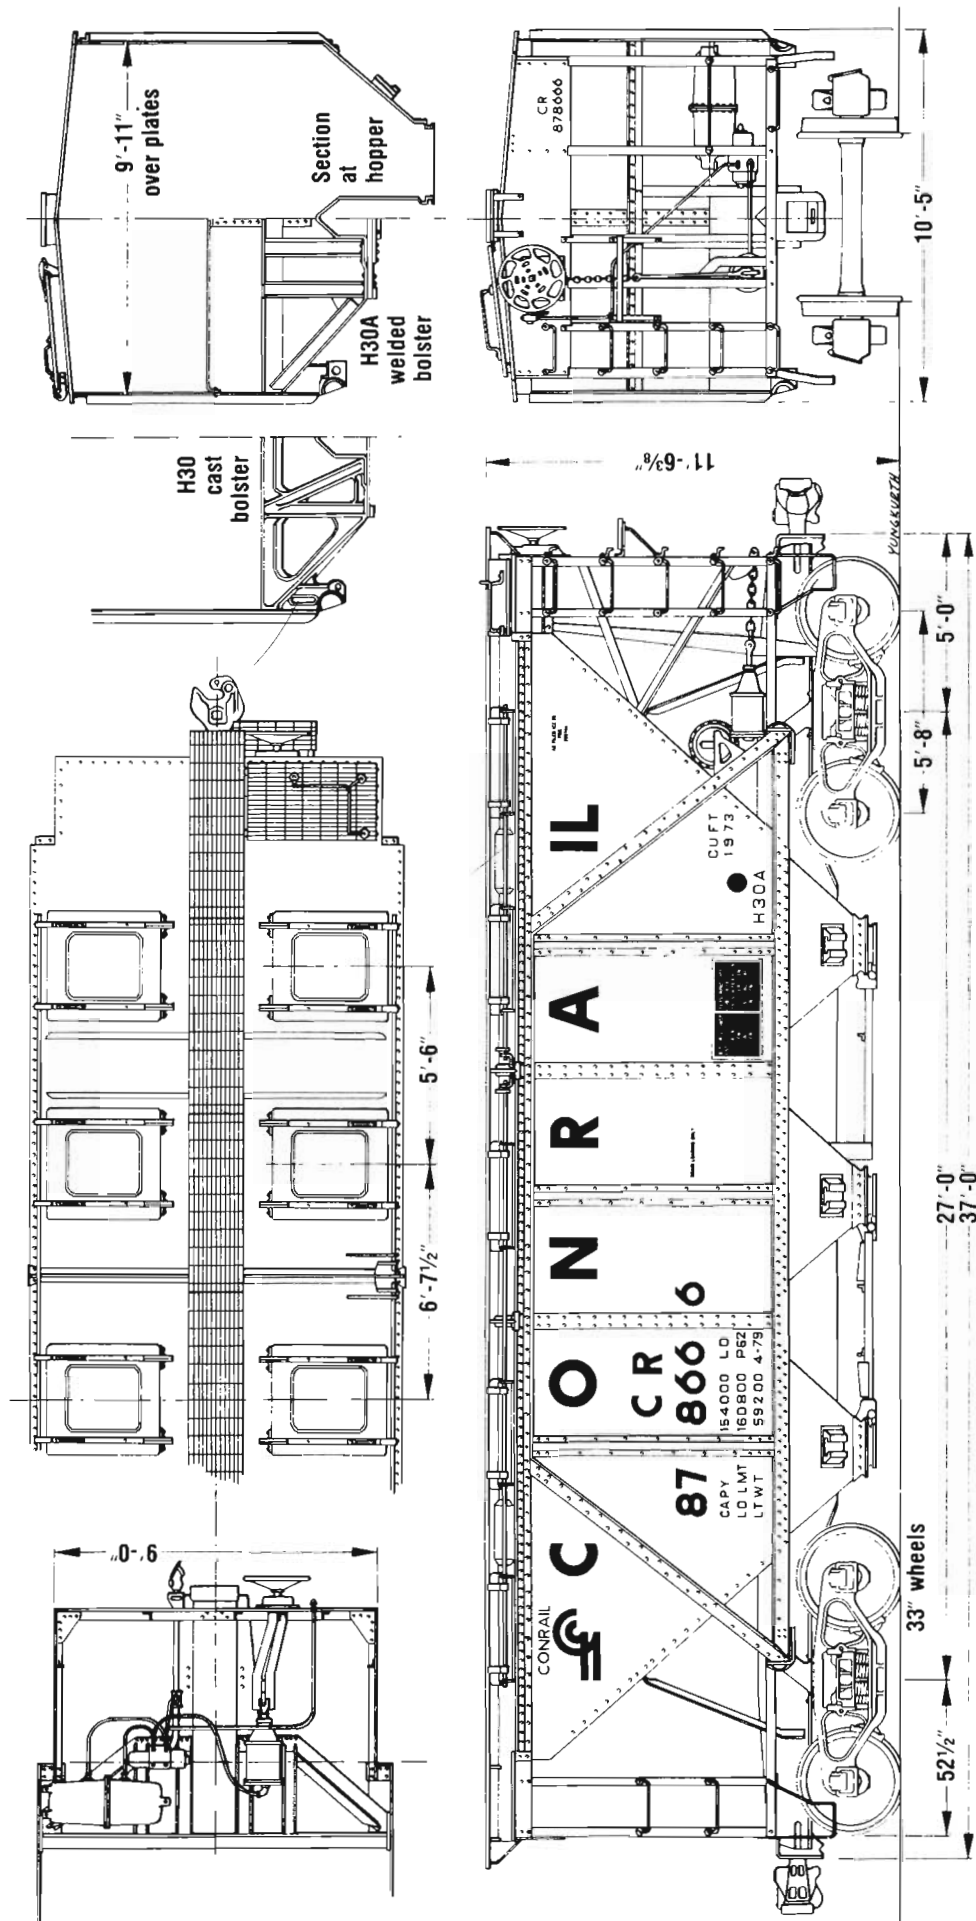 9'-11"
over plates
Section
at
hopper
H30A
welded
bolster
H30
cast
bolster
CR
878666
10'-5"
11'-6⅜"
5'-6"
6'-7½"
9'-0"
CONRAIL
CONRAIL
CR
878666
CAPY 154000 LD
LD LMT 160800 P62
LT WT 59200 4-79
CUFT
1973
H30A
YUNGKURTH
33" wheels
5'-8"
5'-0"
52½"
27'-0"
37'-0"